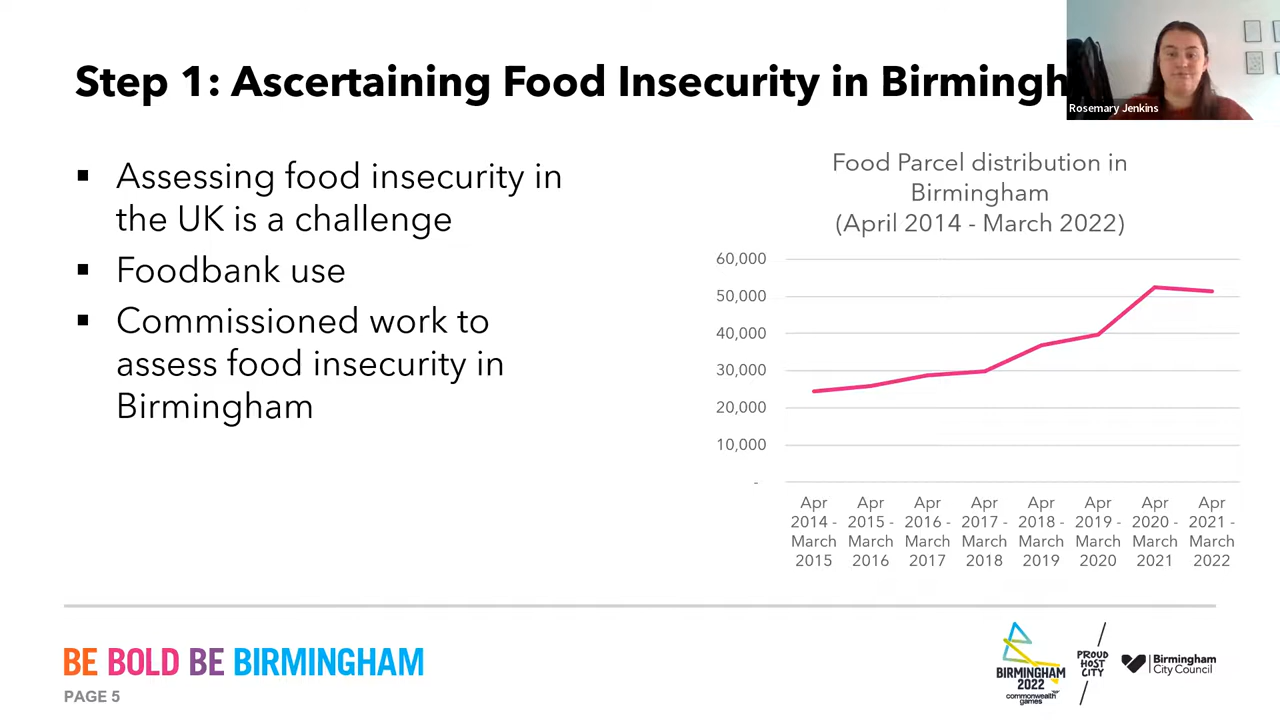 Step 1: Ascertaining Food Insecurity in Birmingh
Rosemary Jenkins
▪ Assessing food insecurity in
the UK is a challenge
▪ Foodbank use
▪ Commissioned work to
assess food insecurity in
Birmingham
Food Parcel distribution in
Birmingham
(April 2014 - March 2022)
60,000
50,000
40,000
30,000
20,000
10,000
-
Apr 2014 - March 2015
Apr 2015 - March 2016
Apr 2016 - March 2017
Apr 2017 - March 2018
Apr 2018 - March 2019
Apr 2019 - March 2020
Apr 2020 - March 2021
Apr 2021 - March 2022
BE BOLD BE BIRMINGHAM
PAGE 5
BIRMINGHAM
2022
commonwealth
games
PROUD
HOST
CITY
Birmingham
City Council